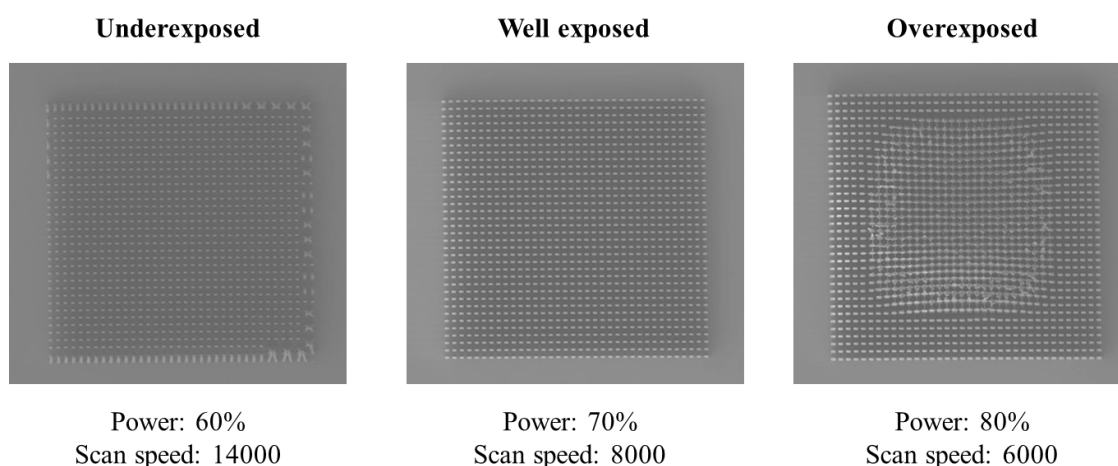 Underexposed
Well exposed
Overexposed
Power: 60%
Scan speed: 14000
Power: 70%
Scan speed: 8000
Power: 80%
Scan speed: 6000